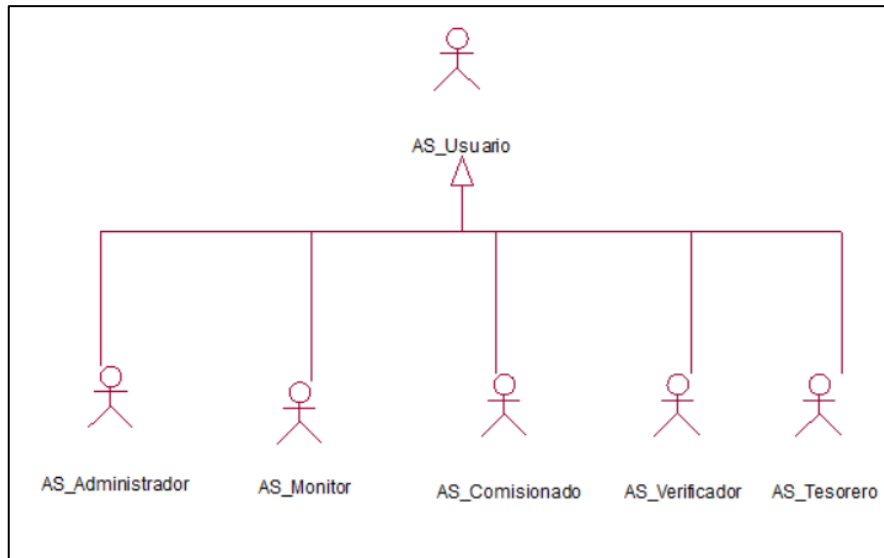 AS_Usuario
AS_Administrador
AS_Monitor
AS_Comisionado
AS_Verificador
AS_Tesorero